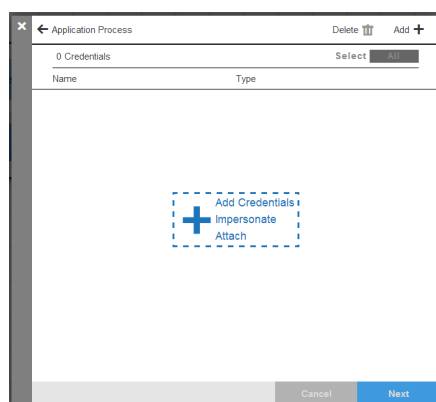 Application Process Delete Add
0 Credentials Select All
Name Type
Add Credentials
Impersonate
Attach
Cancel Next